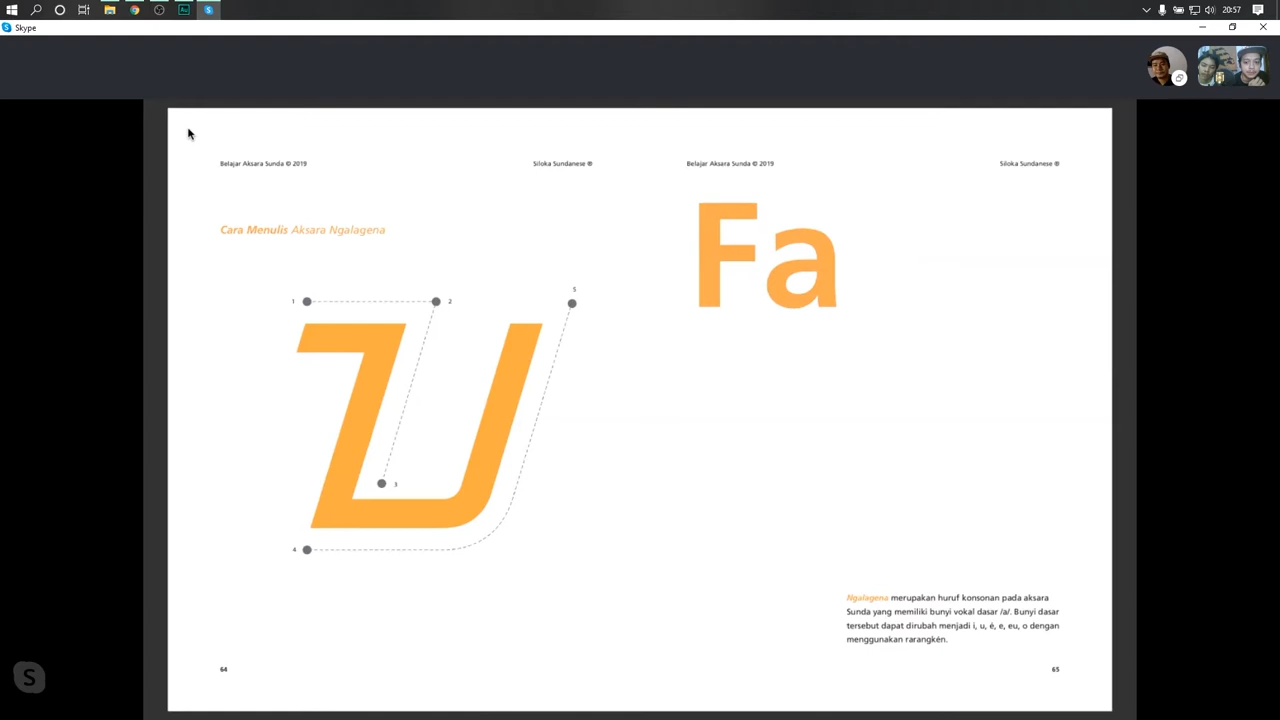 20:57
Skype
Belajar Aksara Sunda © 2019
Siloka Sundanese ®
Belajar Aksara Sunda © 2019
Siloka Sundanese ®
Cara Menulis Aksara Ngalagena
Fa
1
2
3
4
5
ᮖ
Ngalagena merupakan huruf konsonan pada aksara
Sunda yang memiliki bunyi vokal dasar /a/. Bunyi dasar
tersebut dapat dirubah menjadi i, u, é, e, eu, o dengan
menggunakan rarangkén.
64
65